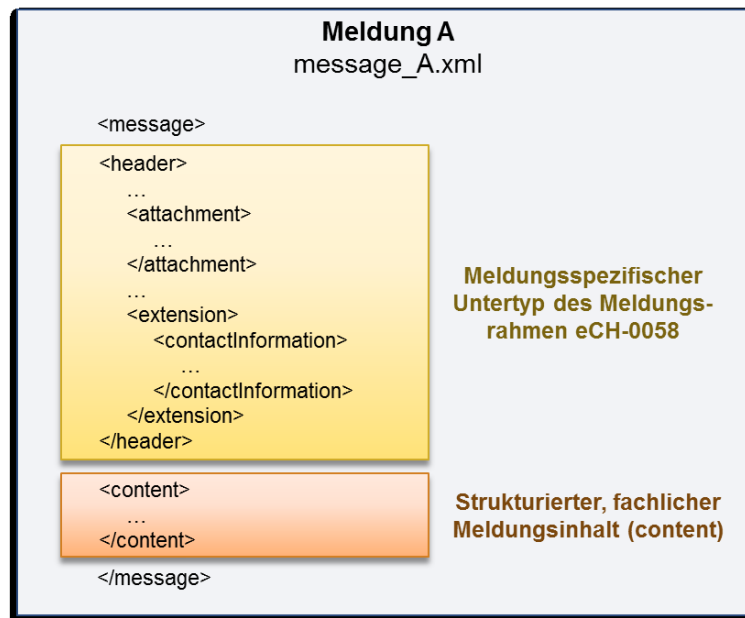 Meldung A
message_A.xml
<message>
<header>
…
<attachment>
…
</attachment>
…
<extension>
<contactInformation>
…
</contactInformation>
</extension>
</header>
Meldungsspezifischer
Untertyp des Meldungs-
rahmen eCH-0058
<content>
…
</content>
Strukturierter, fachlicher
Meldungsinhalt (content)
</message>